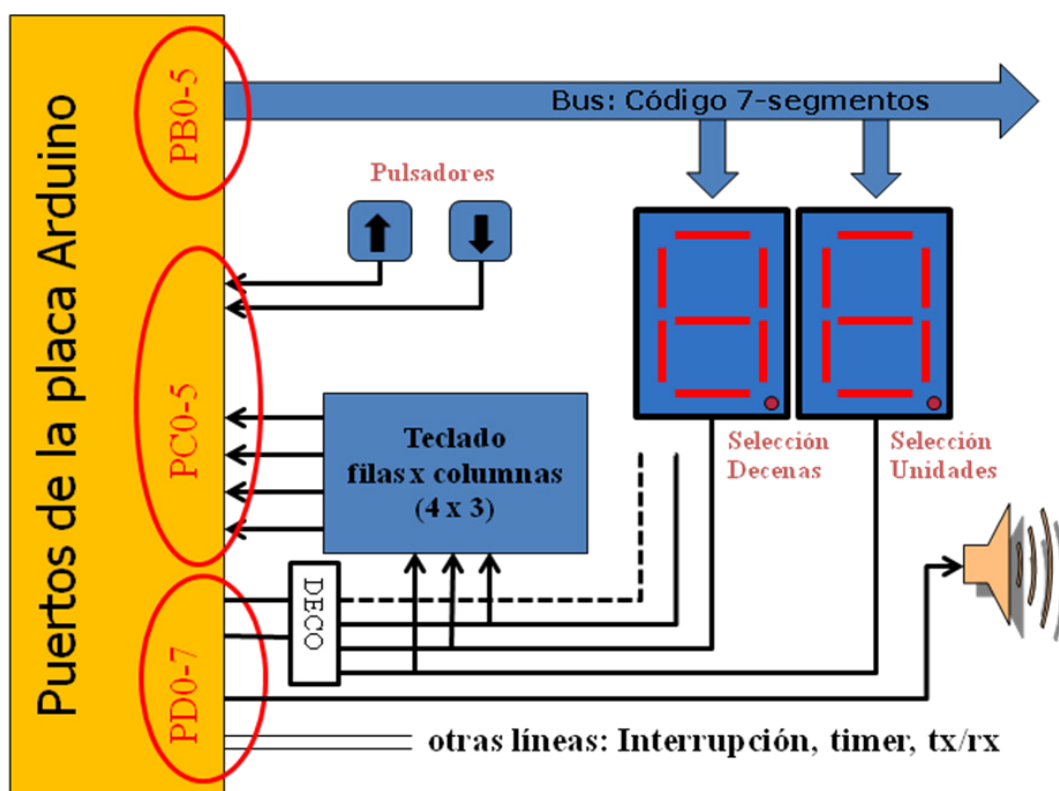 Puertos de la placa Arduino
PB0-5
Bus: Código 7-segmentos
Pulsadores
PC0-5
Teclado
filas x columnas
(4 x 3)
Selección
Decenas
Selección
Unidades
DECO
PD0-7
otras líneas: Interrupción, timer, tx/rx